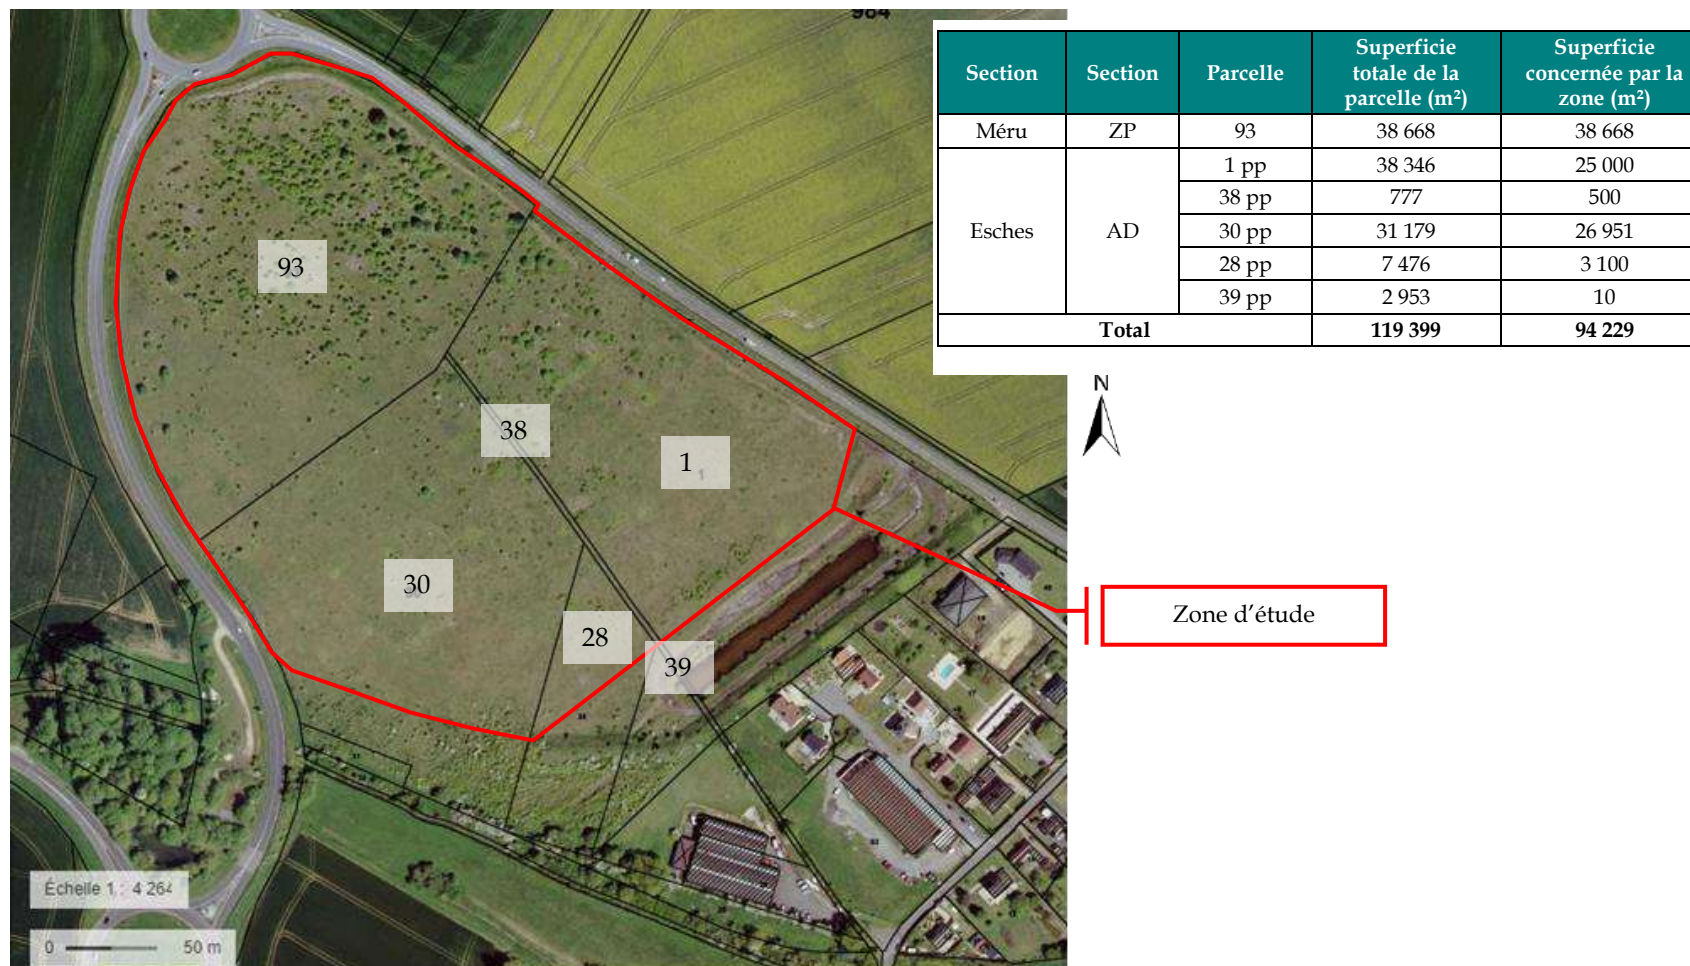 984
Section Section Parcelle Superficie totale de la parcelle (m²) Superficie concernée par la zone (m²)
Méru ZP 93 38 668 38 668
Esches AD 1 pp 38 346 25 000
38 pp 777 500
30 pp 31 179 26 951
28 pp 7 476 3 100
39 pp 2 953 10
Total 119 399 94 229
N
93
38
1
1
30
28
39
Zone d'étude
Échelle 1 : 4 264
0 50 m